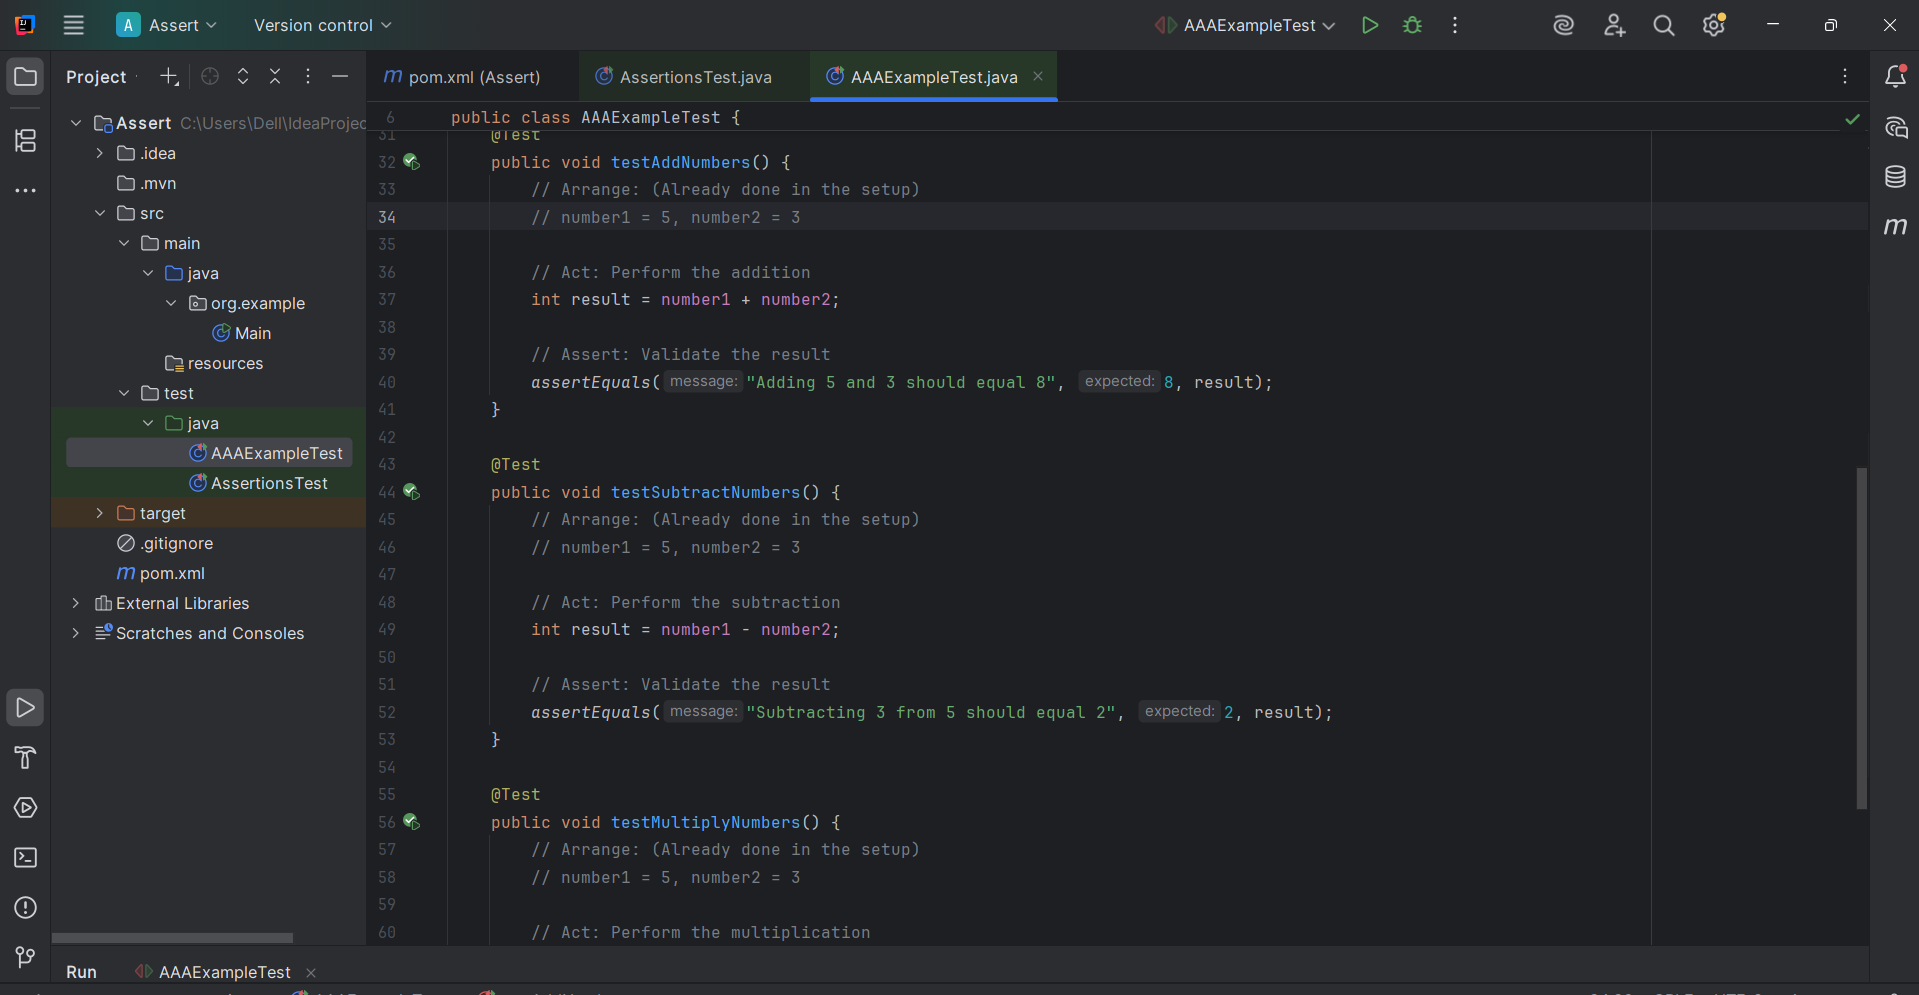 A Assert Version control AAAExampleTest
Project
pom.xml (Assert) AssertionsTest.java AAAExampleTest.java
Assert C:\Users\Dell\IdeaProjec
.idea
.mvn
src
main
java
org.example
Main
resources
test
java
AAAExampleTest
AssertionsTest
target
.gitignore
pom.xml
External Libraries
Scratches and Consoles
6 public class AAAExampleTest {
31 @Test
32 public void testAddNumbers() {
33 // Arrange: (Already done in the setup)
34 // number1 = 5, number2 = 3
35
36 // Act: Perform the addition
37 int result = number1 + number2;
38
39 // Assert: Validate the result
40 assertEquals( message: "Adding 5 and 3 should equal 8", expected: 8, result);
41 }
42
43 @Test
44 public void testSubtractNumbers() {
45 // Arrange: (Already done in the setup)
46 // number1 = 5, number2 = 3
47
48 // Act: Perform the subtraction
49 int result = number1 - number2;
50
51 // Assert: Validate the result
52 assertEquals( message: "Subtracting 3 from 5 should equal 2", expected: 2, result);
53 }
54
55 @Test
56 public void testMultiplyNumbers() {
57 // Arrange: (Already done in the setup)
58 // number1 = 5, number2 = 3
59
60 // Act: Perform the multiplication
Run AAAExampleTest